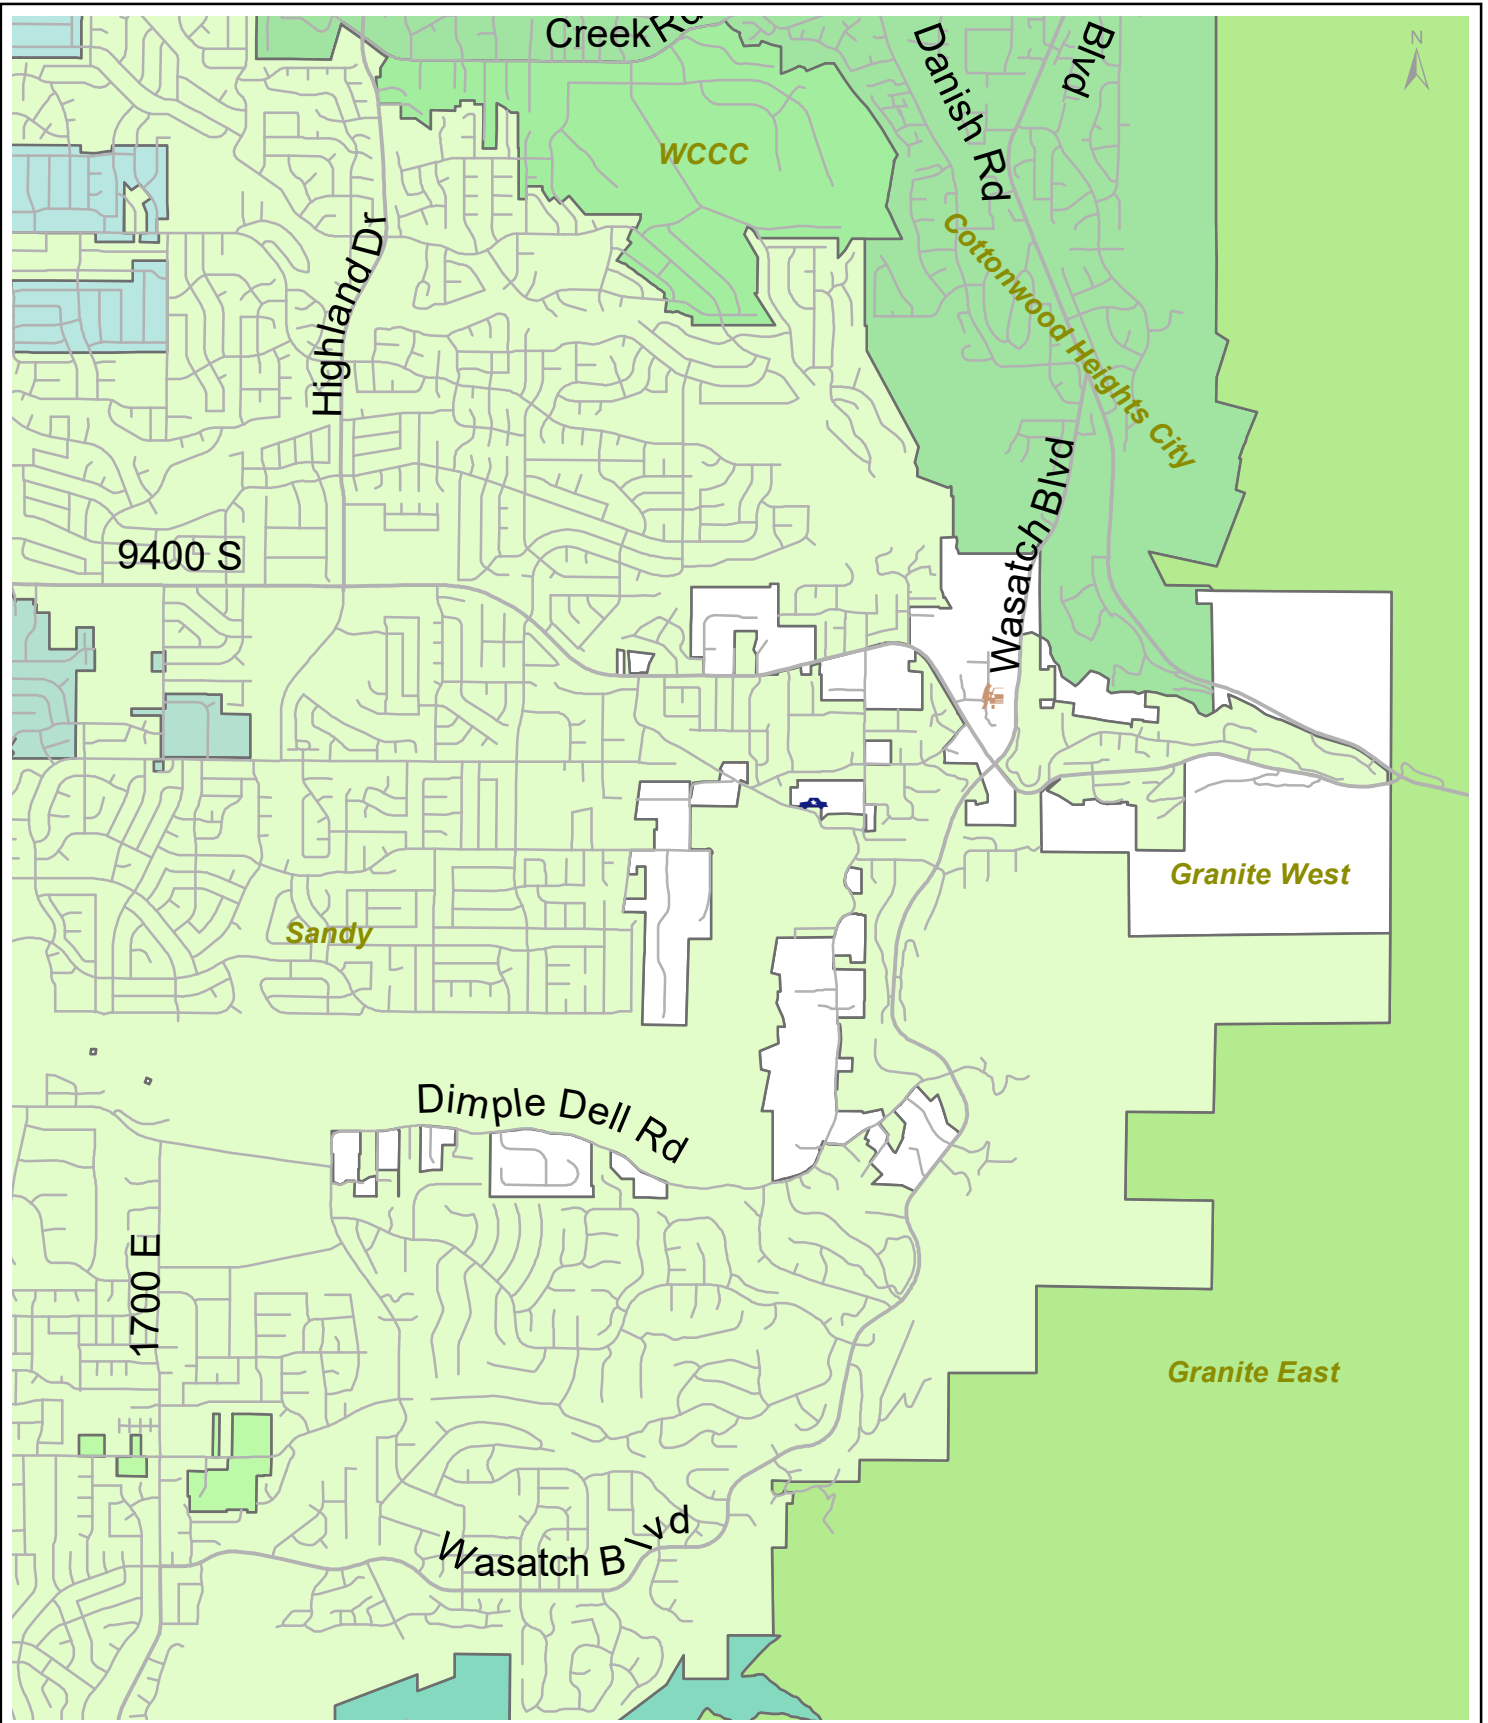 Creek Rd
Blvd
Danish Rd
N
WCCC
Cottonwood Heights City
Highland Dr
Wasatch Blvd
9400 S
Granite West
Sandy
Dimple Dell Rd
1700 E
Granite East
Wasatch Blvd